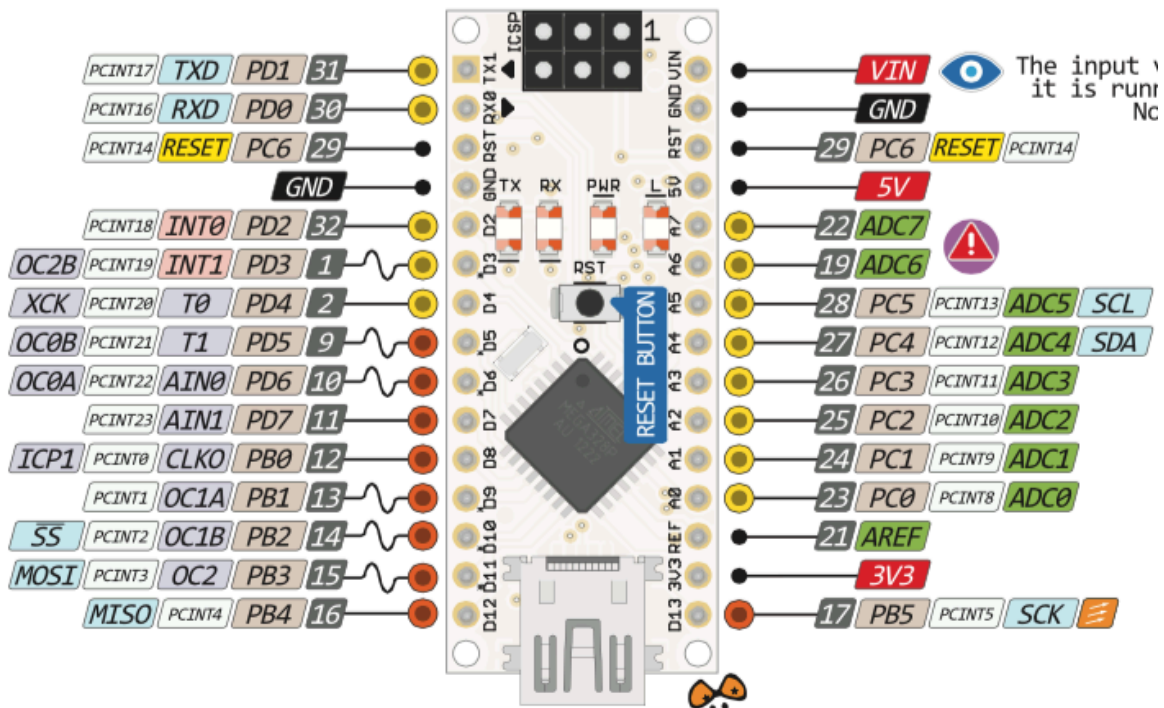 ICSP 1
PCINT17 TXD PD1 31 TX1 VIN VIN The input v
PCINT16 RXD PD0 30 RX0 GND GND it is runn
No
PCINT14 RESET PC6 29 RST RST 29 PC6 RESET PCINT14
GND GND 5V 5V
TX RX PWR L
PCINT18 INT0 PD2 32 D2 A7 22 ADC7
OC2B PCINT19 INT1 PD3 1 D3 A6 19 ADC6
RST
XCK PCINT20 T0 PD4 2 D4 A5 28 PC5 PCINT13 ADC5 SCL
OC0B PCINT21 T1 PD5 9 D5 A4 27 PC4 PCINT12 ADC4 SDA
RESET BUTTON
OC0A PCINT22 AIN0 PD6 10 D6 A3 26 PC3 PCINT11 ADC3
PCINT23 AIN1 PD7 11 D7 A2 25 PC2 PCINT10 ADC2
ICP1 PCINT0 CLKO PB0 12 D8 A1 24 PC1 PCINT9 ADC1
PCINT1 OC1A PB1 13 D9 A0 23 PC0 PCINT8 ADC0
SS PCINT2 OC1B PB2 14 D10 REF 21 AREF
MOSI PCINT3 OC2 PB3 15 D11 3V3 3V3
MISO PCINT4 PB4 16 D12 D13 17 PB5 PCINT5 SCK